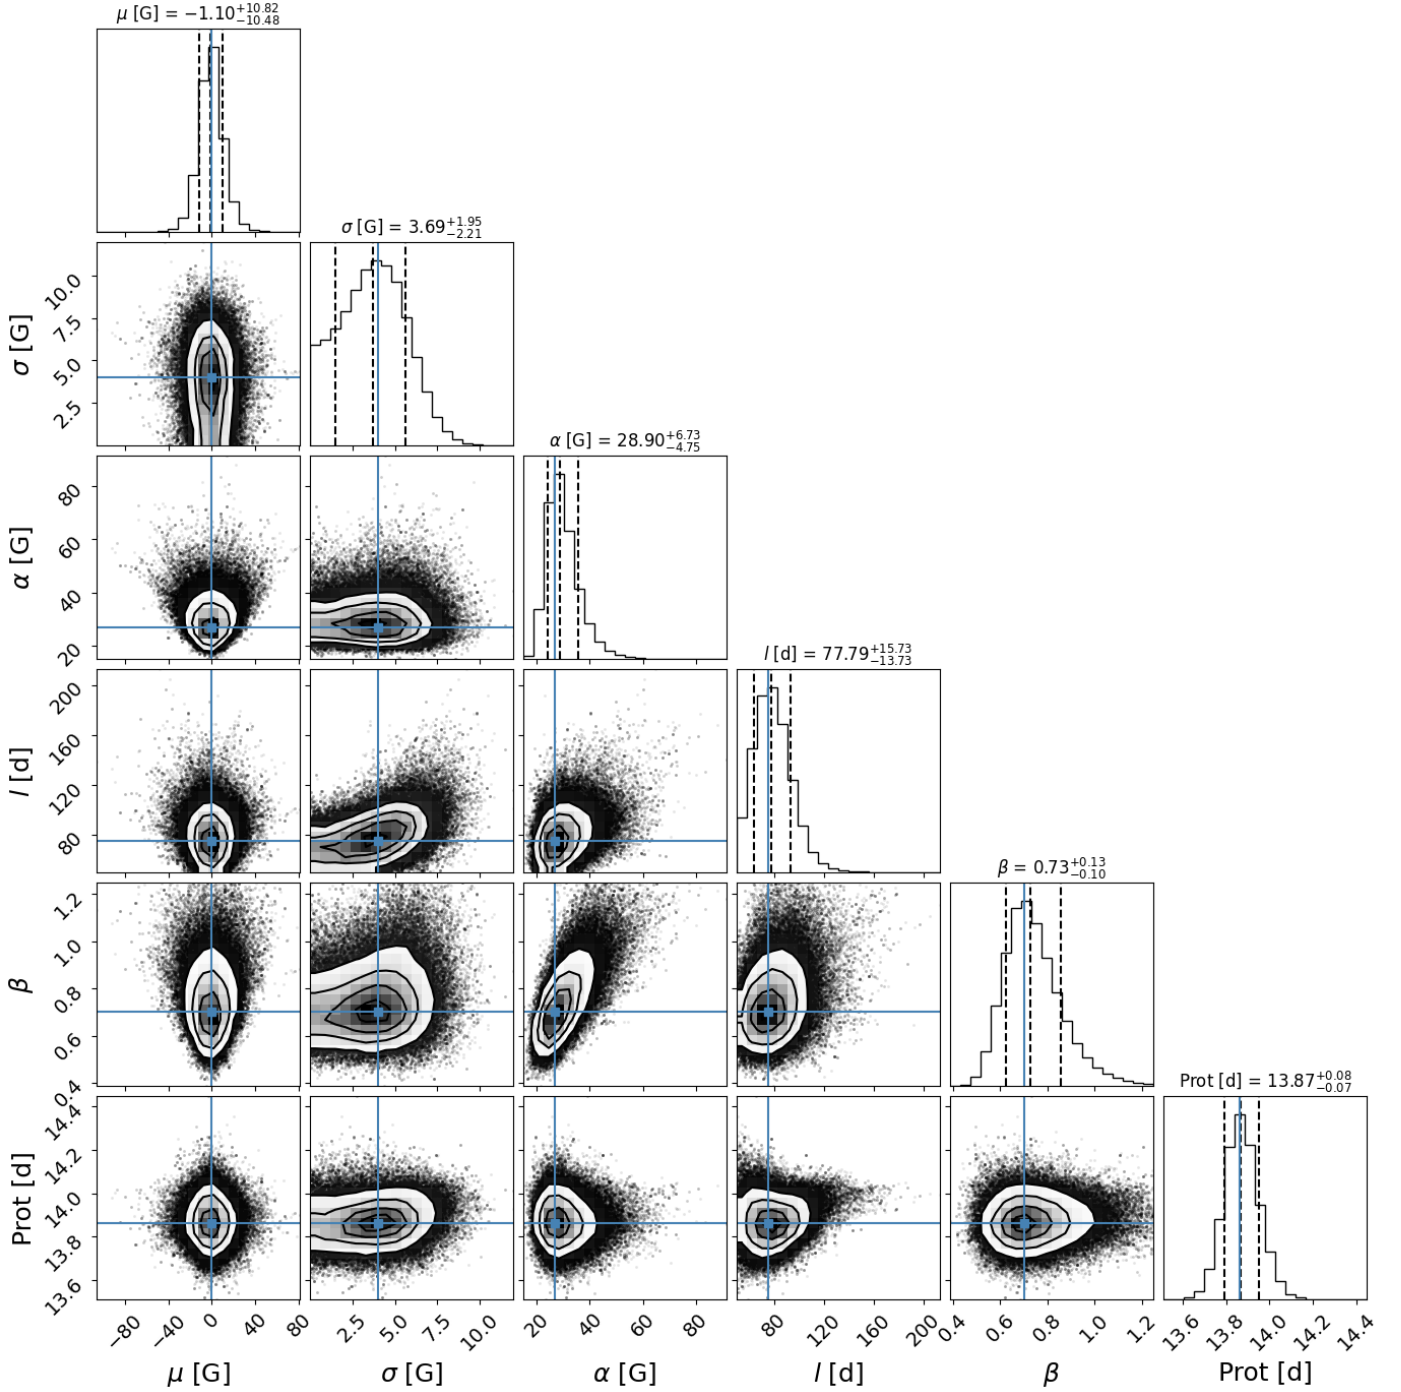 μ [G] = −1.10 +10.82 −10.48
σ [G] = 3.69 +1.95 −2.21
10.0
7.5
5.0
2.5
σ [G]
α [G] = 28.90 +6.73 −4.75
80
60
40
20
α [G]
l [d] = 77.79 +15.73 −13.73
200
160
120
80
l [d]
β = 0.73 +0.13 −0.10
1.2
1.0
0.8
0.6
0.4
β
Prot [d] = 13.87 +0.08 −0.07
14.4
14.2
14.0
13.8
13.6
Prot [d]
−80 −40 0 40 80
2.5 5.0 7.5 10.0
20 40 60 80
80 120 160 200
0.4 0.6 0.8 1.0 1.2
13.6 13.8 14.0 14.2 14.4
μ [G] σ [G] α [G] l [d] β Prot [d]